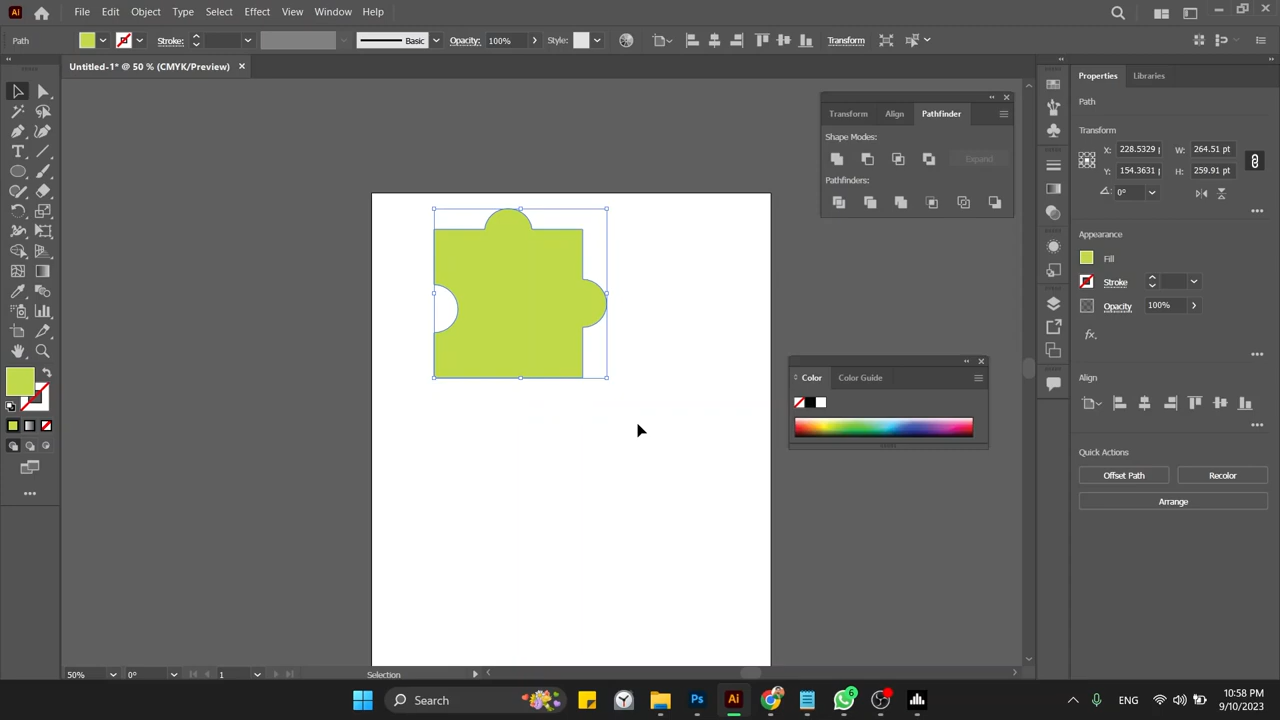 Ai File Edit Object Type Select Effect View Window Help
Path Stroke: Basic Opacity: 100% Style: Transform
Untitled-1* @ 50 % (CMYK/Preview)
Transform Align Pathfinder
Shape Modes:
Expand
Pathfinders:
Color Color Guide
Properties Libraries
Path
Transform
X: 228.5329 p W: 264.51 pt
Y: 154.3631 p H: 259.91 pt
0°
Appearance
Fill
Stroke
Opacity 100%
fx.
Align
Quick Actions
Offset Path Recolor
Arrange
50% 0° 1 Selection
Search Ps Ai 6 ENG 10:58 PM
9/10/2023